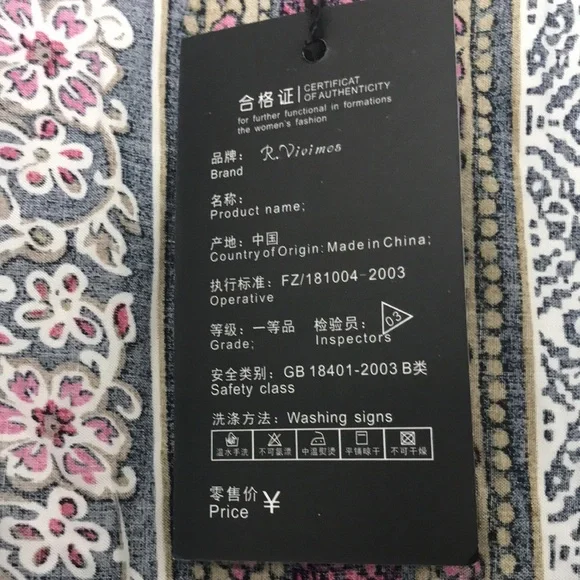 合格证 CERTIFICAT
OF AUTHENTICITY
for further functional in formations
the women's fashion
品牌： R.Vivimos
Brand
名称：
Product name;
产地：中国
Country of Origin: Made in China;
执行标准：FZ/181004-2003
Operative
等级：一等品 检验员： 03
Grade; Inspectors
安全类别：GB 18401-2003 B类
Safety class
洗涤方法：Washing signs
温水手洗 不可氯漂 中温熨烫 平铺晾干 不可干燥
零售价 ¥
Price